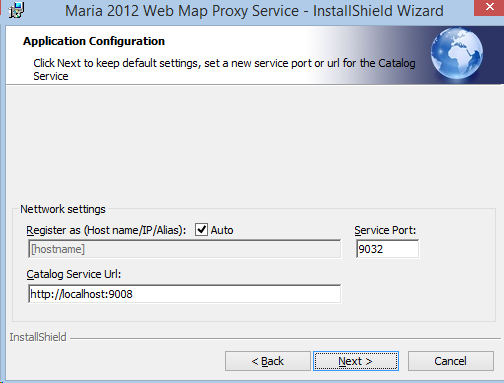 Maria 2012 Web Map Proxy Service - InstallShield Wizard
Application Configuration
Click Next to keep default settings, set a new service port or url for the Catalog
Service
Nettwork settings
Register as (Host name/IP/Alias): Auto Service Port:
[hostname] 9032
Catalog Service Url:
http://localhost:9008
InstallShield
< Back Next > Cancel